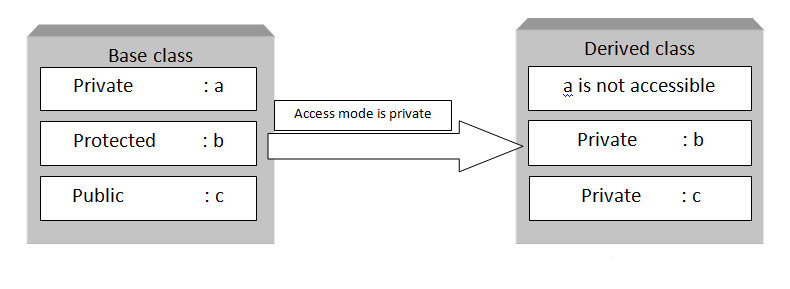 Base class
Private : a
Protected : b
Public : c
Access mode is private
Derived class
a is not accessible
Private : b
Private : c